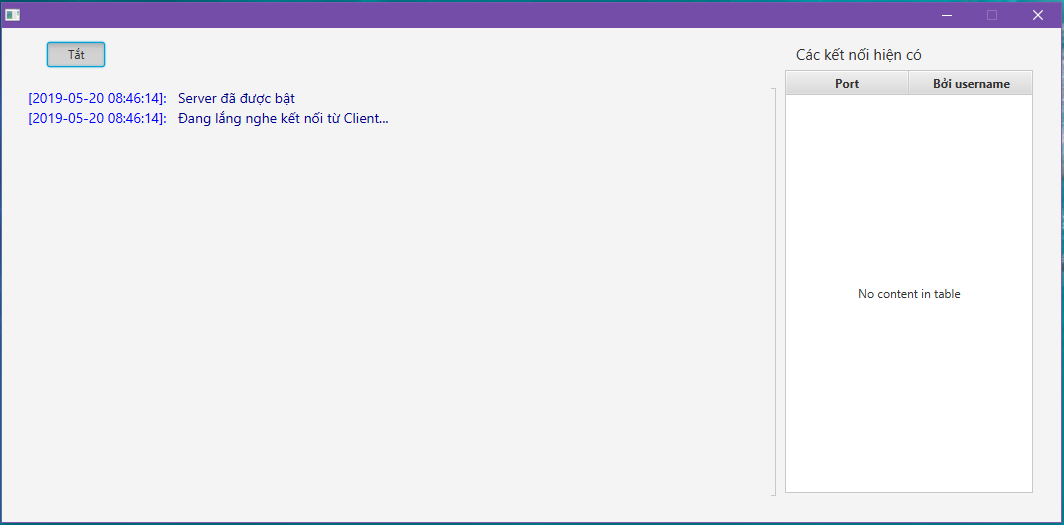 Tắt
[2019-05-20 08:46:14]: Server đã được bật
[2019-05-20 08:46:14]: Đang lắng nghe kết nối từ Client...
Các kết nối hiện có
Port Bởi username
No content in table